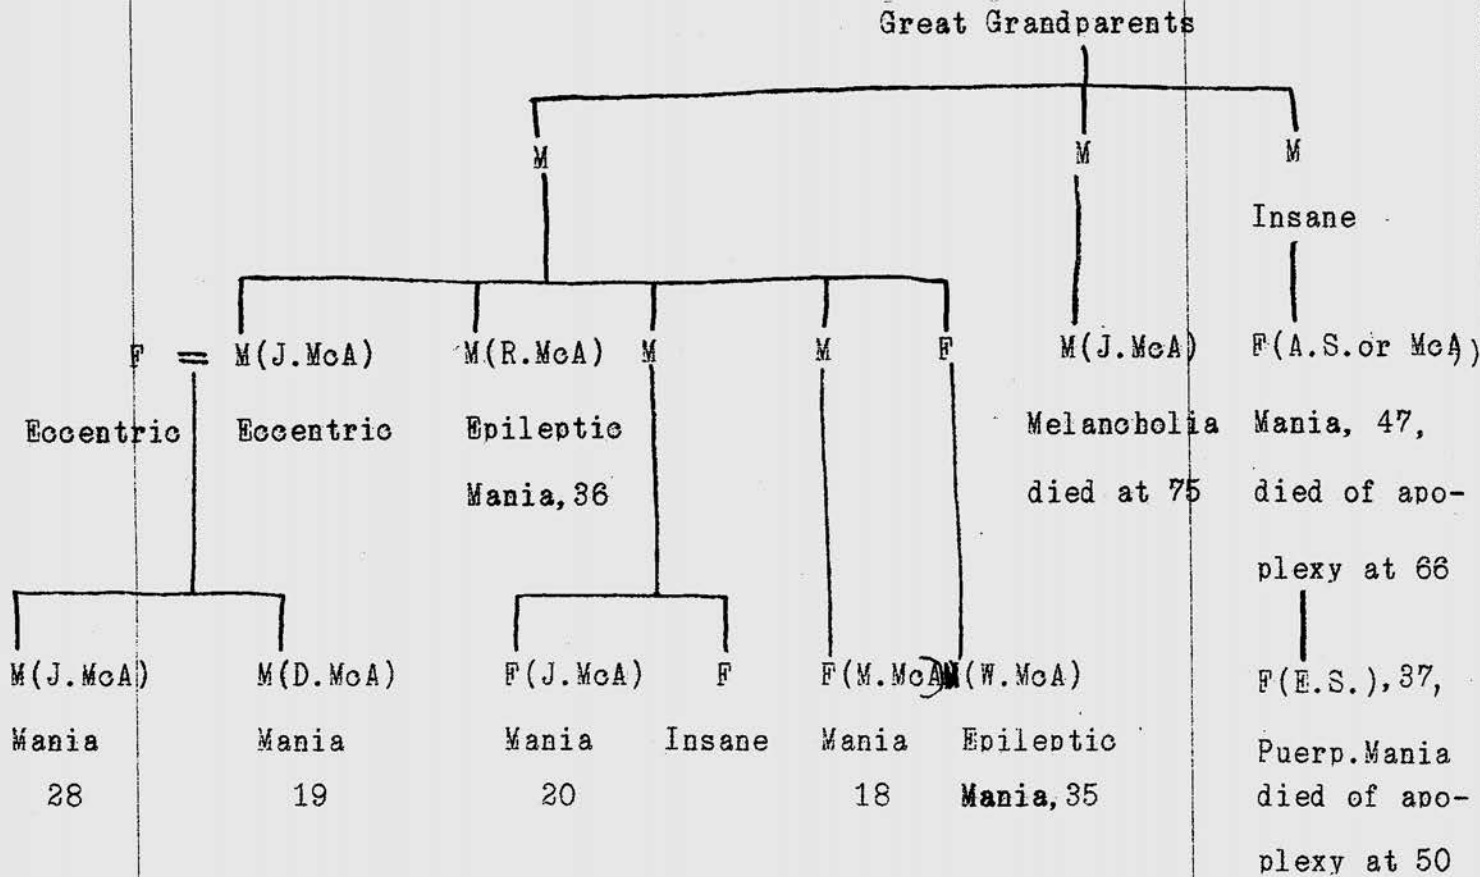 Great Grandparents
M M M
Insane
F = M(J.McA) M(R.McA) M M F M(J.McA) F(A.S.or McA)
Eccentric Eccentric Epileptic Melancholia Mania, 47,
Mania,36 died at 75 died of apo-
plexy at 66
M(J.McA) M(D.McA) F(J.McA) F F(M.McA) M(W.McA) F(E.S.),37,
Mania Mania Mania Insane Mania Epileptic Puerp.Mania
28 19 20 18 Mania,35 died of apo-
plexy at 50